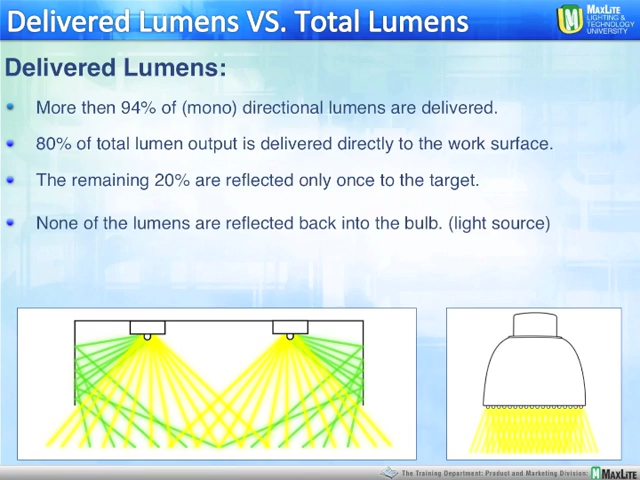 Delivered Lumens VS. Total Lumens
MAXLITE
LIGHTING &
TECHNOLOGY
UNIVERSITY
Delivered Lumens:
More then 94% of (mono) directional lumens are delivered.
80% of total lumen output is delivered directly to the work surface.
The remaining 20% are reflected only once to the target.
None of the lumens are reflected back into the bulb. (light source)
The Training Department: Product and Marketing Division: MAXLITE